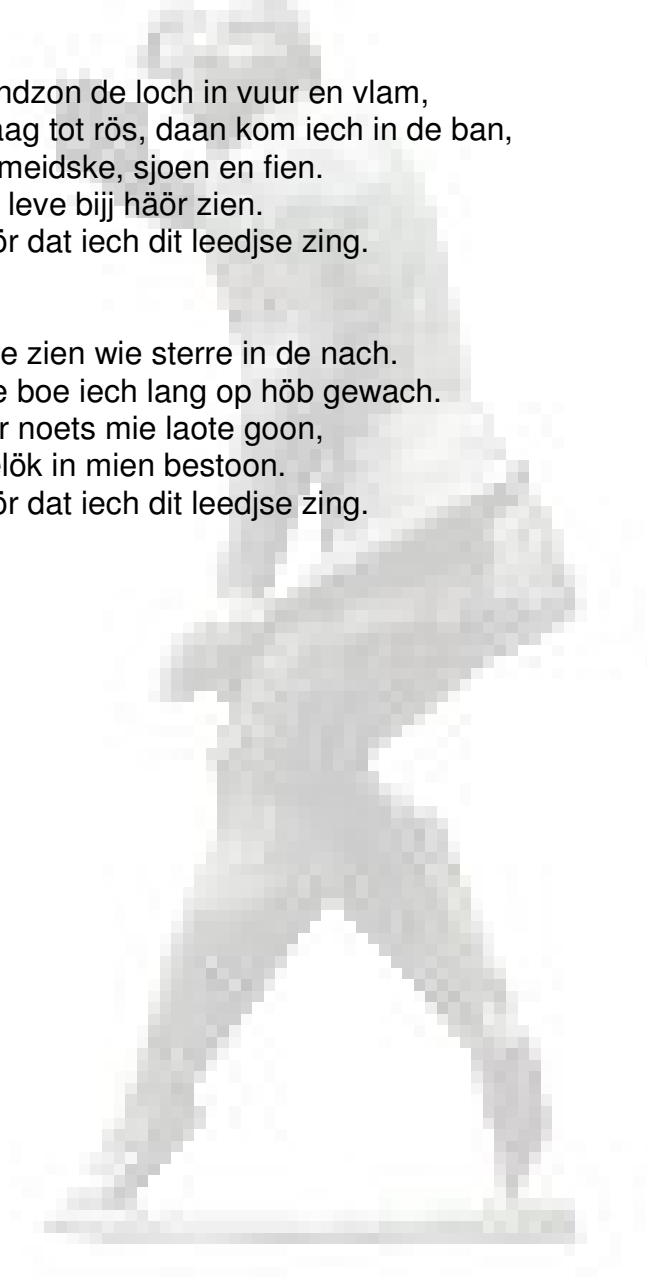 ndzon de loch in vuur en vlam,
aag tot rös, daan kom iech in de ban,
meidske, sjoen en fien.
leve bijj häör zien.
ör dat iech dit leedjse zing.
e zien wie sterre in de nach.
e boe iech lang op höb gewach.
r noets mie laote goon,
elök in mien bestoon.
ör dat iech dit leedjse zing.